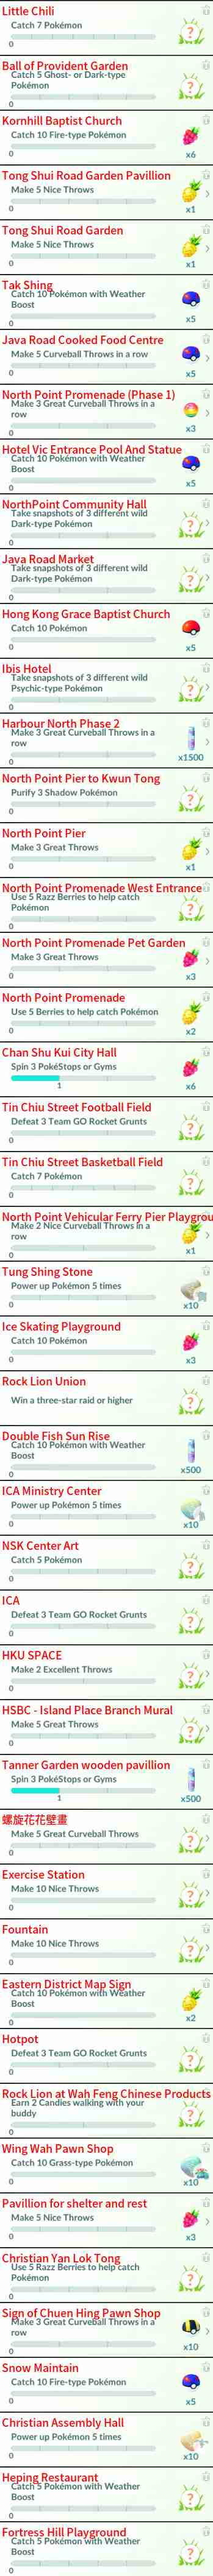 Little Chili
Catch 7 Pokémon
0
Ball of Provident Garden
Catch 5 Ghost- or Dark-type
Pokémon
0
Kornhill Baptist Church
Catch 10 Fire-type Pokémon
0
x6
Tong Shui Road Garden Pavillion
Make 5 Nice Throws
0
x1
Tong Shui Road Garden
Make 5 Nice Throws
0
x1
Tak Shing
Catch 10 Pokémon with Weather
Boost
0
x5
Java Road Cooked Food Centre
Make 5 Curveball Throws in a row
0
x5
North Point Promenade (Phase 1)
Make 3 Great Curveball Throws in a
row
0
x3
Hotel Vic Entrance Pool And Statue
Catch 10 Pokémon with Weather
Boost
0
x5
NorthPoint Community Hall
Take snapshots of 3 different wild
Dark-type Pokémon
0
Java Road Market
Take snapshots of 3 different wild
Dark-type Pokémon
0
Hong Kong Grace Baptist Church
Catch 10 Pokémon
0
x5
Ibis Hotel
Take snapshots of 3 different wild
Psychic-type Pokémon
0
Harbour North Phase 2
Make 3 Great Curveball Throws in a
row
0
x1500
North Point Pier to Kwun Tong
Purify 3 Shadow Pokémon
0
North Point Pier
Make 3 Great Throws
0
x1
North Point Promenade West Entrance
Use 5 Razz Berries to help catch
Pokémon
0
North Point Promenade Pet Garden
Make 3 Great Throws
0
x3
North Point Promenade
Use 5 Berries to help catch Pokémon
0
x2
Chan Shu Kui City Hall
Spin 3 PokéStops or Gyms
1
x6
Tin Chiu Street Football Field
Defeat 3 Team GO Rocket Grunts
0
Tin Chiu Street Basketball Field
Catch 7 Pokémon
0
North Point Vehicular Ferry Pier Playgrou
Make 2 Nice Curveball Throws in a
row
0
x1
Tung Shing Stone
Power up Pokémon 5 times
0
x10
Ice Skating Playground
Catch 10 Pokémon
0
x3
Rock Lion Union
Win a three-star raid or higher
Double Fish Sun Rise
Catch 10 Pokémon with Weather
Boost
0
x500
ICA Ministry Center
Power up Pokémon 5 times
0
x10
NSK Center Art
Catch 5 Pokémon
0
ICA
Defeat 3 Team GO Rocket Grunts
0
HKU SPACE
Make 2 Excellent Throws
0
HSBC - Island Place Branch Mural
Make 5 Great Throws
0
Tanner Garden wooden pavillion
Spin 3 PokéStops or Gyms
1
x500
螺旋花花壁畫
Make 5 Great Curveball Throws
0
Exercise Station
Make 10 Nice Throws
0
Fountain
Make 10 Nice Throws
0
Eastern District Map Sign
Catch 10 Pokémon with Weather
Boost
0
x2
Hotpot
Defeat 3 Team GO Rocket Grunts
0
Rock Lion at Wah Feng Chinese Products
Earn 2 Candies walking with your
buddy
0
Wing Wah Pawn Shop
Catch 10 Grass-type Pokémon
0
x10
Pavillion for shelter and rest
Make 5 Nice Throws
0
x3
Christian Yan Lok Tong
Use 5 Razz Berries to help catch
Pokémon
0
Sign of Chuen Hing Pawn Shop
Make 3 Great Curveball Throws in a
row
0
x10
Snow Maintain
Catch 10 Fire-type Pokémon
0
x5
Christian Assembly Hall
Power up Pokémon 5 times
0
x10
Heping Restaurant
Catch 5 Pokémon with Weather
Boost
0
Fortress Hill Playground
Catch 5 Pokémon with Weather
Boost
0